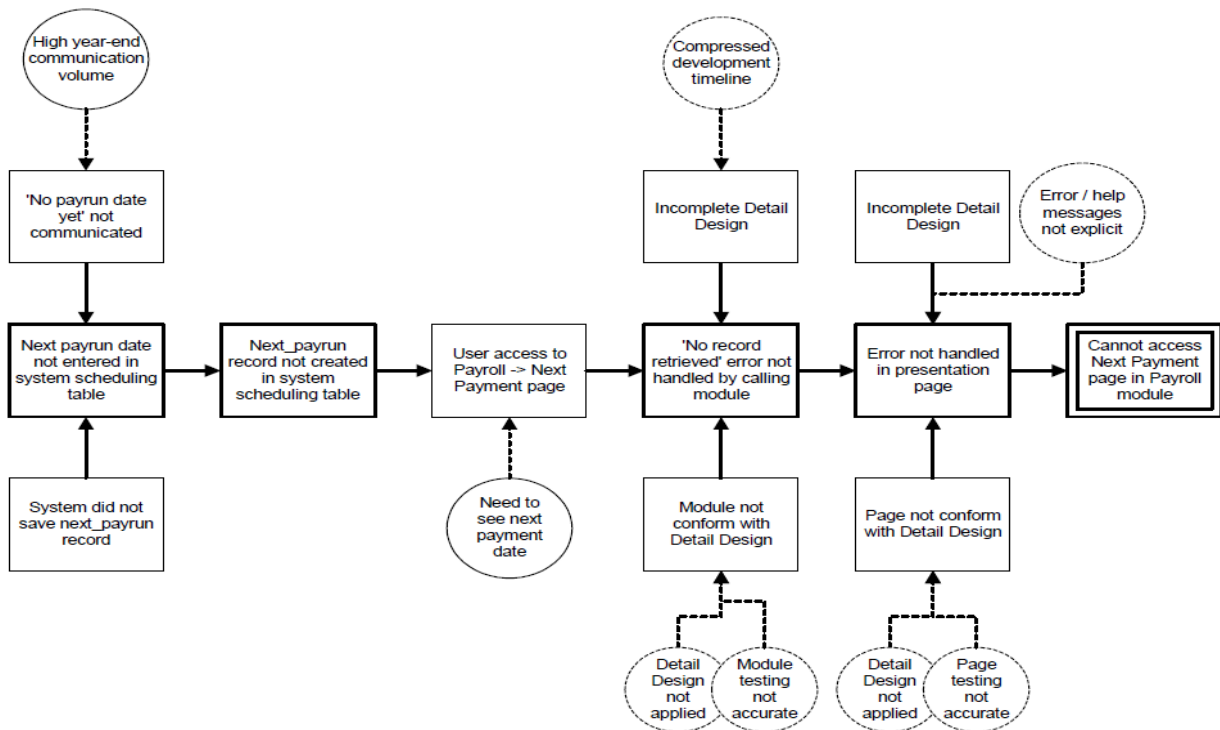 High year-end
communication
volume
Compressed
development
timeline
'No payrun date
yet' not
communicated
Incomplete Detail
Design
Incomplete Detail
Design
Error / help
messages
not explicit
Next payrun date
not entered in
system scheduling
table
Next_payrun
record not created
in system
scheduling table
User access to
Payroll -> Next
Payment page
'No record
retrieved' error not
handled by calling
module
Error not handled
in presentation
page
Cannot access
Next Payment
page in Payroll
module
System did not
save next_payrun
record
Need to
see next
payment
date
Module not
conform with
Detail Design
Page not conform
with Detail Design
Detail
Design
not
applied
Module
testing
not
accurate
Detail
Design
not
applied
Page
testing
not
accurate